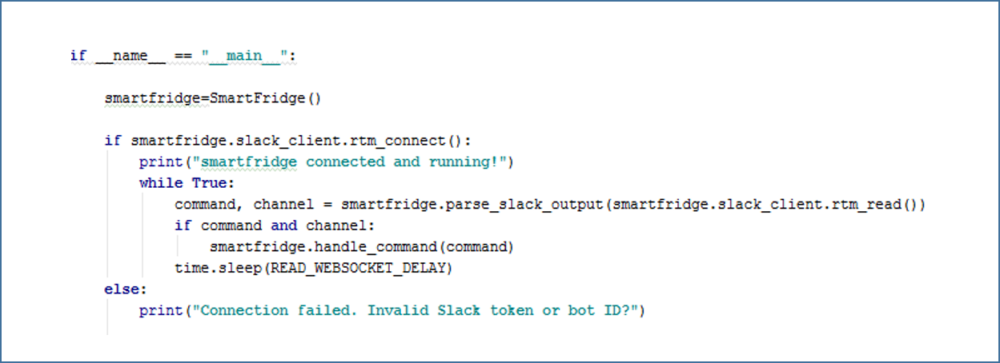 if __name__ == "__main__":
smartfridge=SmartFridge()
if smartfridge.slack_client.rtm_connect():
print("smartfridge connected and running!")
while True:
command, channel = smartfridge.parse_slack_output(smartfridge.slack_client.rtm_read())
if command and channel:
smartfridge.handle_command(command)
time.sleep(READ_WEBSOCKET_DELAY)
else:
print("Connection failed. Invalid Slack token or bot ID?")